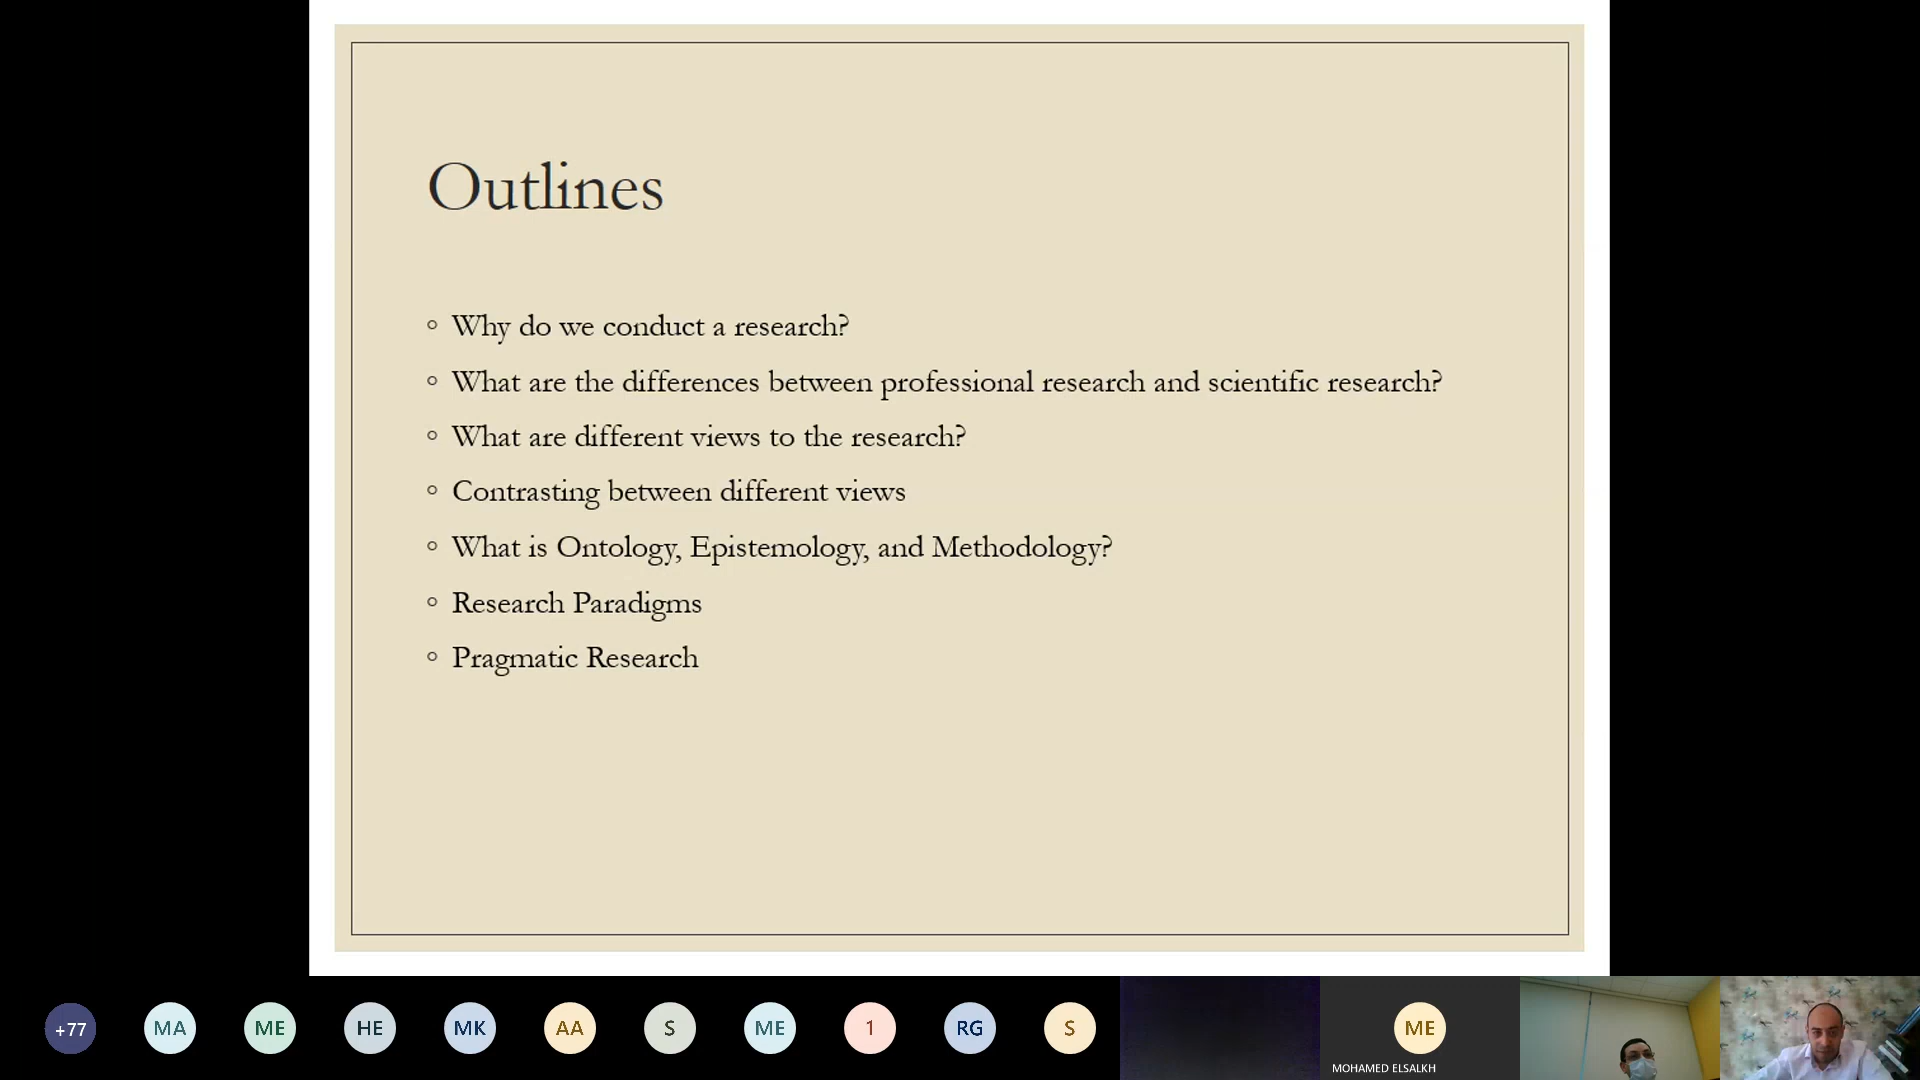 Outlines
Why do we conduct a research?
What are the differences between professional research and scientific research?
What are different views to the research?
Contrasting between different views
What is Ontology, Epistemology, and Methodology?
Research Paradigms
Pragmatic Research
+77
MA
ME
HE
MK
AA
S
ME
1
RG
S
ME
MOHAMED ELSALKH